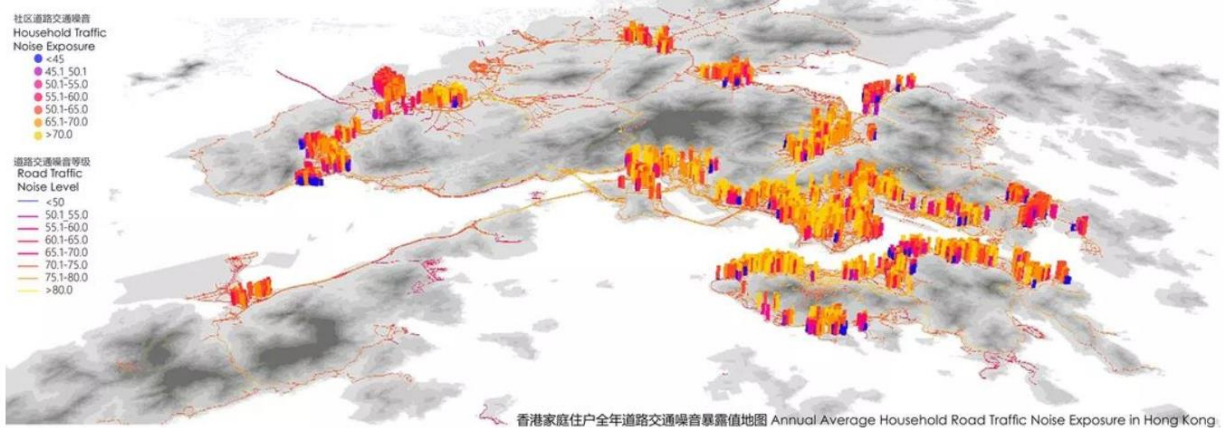 社区道路交通噪音
Household Traffic
Noise Exposure
<45
45.1_50.1
50.1-55.0
55.1-60.0
50.1-65.0
65.1-70.0
>70.0
道路交通噪音等级
Road Traffic
Noise Level
<50
50.1_55.0
55.1-60.0
60.1-65.0
65.1-70.0
70.1-75.0
75.1-80.0
>80.0
香港家庭住户全年道路交通噪音暴露值地图 Annual Average Household Road Traffic Noise Exposure in Hong Kong